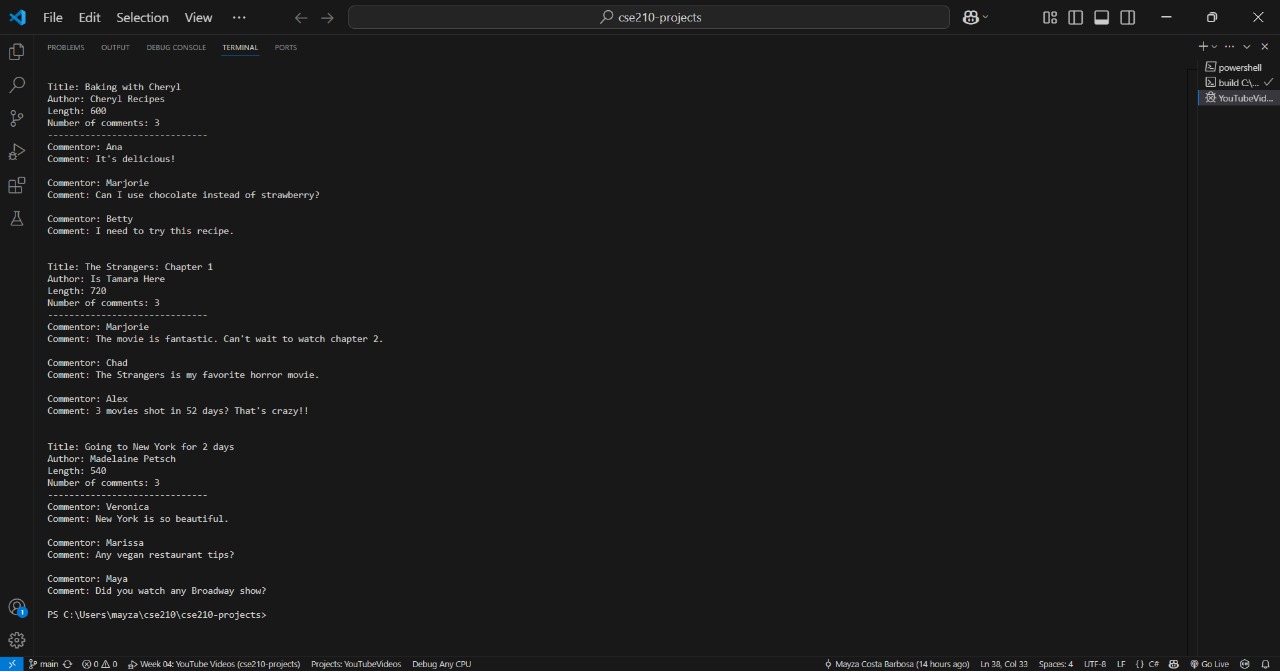 File Edit Selection View ···
cse210-projects
PROBLEMS OUTPUT DEBUG CONSOLE TERMINAL PORTS
powershell
build C:\...
YouTubeVid...
Title: Baking with Cheryl
Author: Cheryl Recipes
Length: 600
Number of comments: 3
------------------------------
Commentor: Ana
Comment: It's delicious!
Commentor: Marjorie
Comment: Can I use chocolate instead of strawberry?
Commentor: Betty
Comment: I need to try this recipe.
Title: The Strangers: Chapter 1
Author: Is Tamara Here
Length: 720
Number of comments: 3
------------------------------
Commentor: Marjorie
Comment: The movie is fantastic. Can't wait to watch chapter 2.
Commentor: Chad
Comment: The Strangers is my favorite horror movie.
Commentor: Alex
Comment: 3 movies shot in 52 days? That's crazy!!
Title: Going to New York for 2 days
Author: Madelaine Petsch
Length: 540
Number of comments: 3
------------------------------
Commentor: Veronica
Comment: New York is so beautiful.
Commentor: Marissa
Comment: Any vegan restaurant tips?
Commentor: Maya
Comment: Did you watch any Broadway show?
PS C:\Users\mayza\cse210\cse210-projects>
1
main 0 0 Week 04: YouTube Videos (cse210-projects) Projects: YouTubeVideos Debug Any CPU Mayza Costa Barbosa (14 hours ago) Ln 38, Col 33 Spaces: 4 UTF-8 LF {} C# Go Live